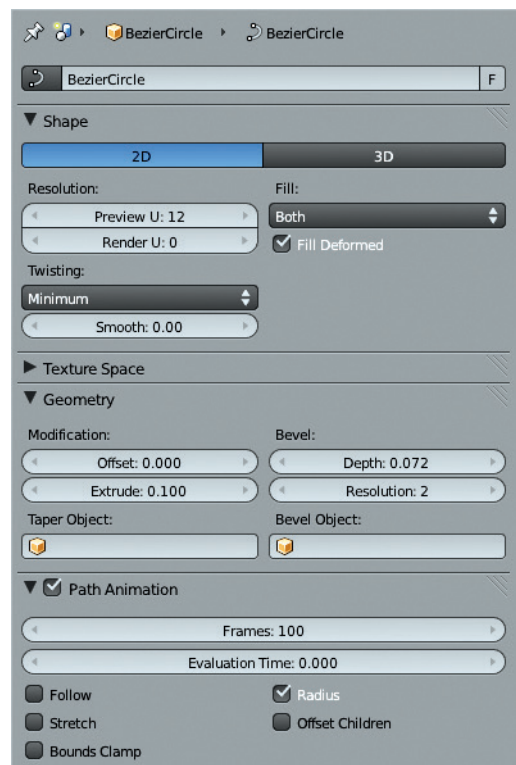 BezierCircle BezierCircle
BezierCircle F
Shape
2D 3D
Resolution: Fill:
Preview U: 12 Both
Render U: 0 Fill Deformed
Twisting:
Minimum
Smooth: 0.00
Texture Space
Geometry
Modification: Bevel:
Offset: 0.000 Depth: 0.072
Extrude: 0.100 Resolution: 2
Taper Object: Bevel Object:
Path Animation
Frames: 100
Evaluation Time: 0.000
Follow Radius
Stretch Offset Children
Bounds Clamp